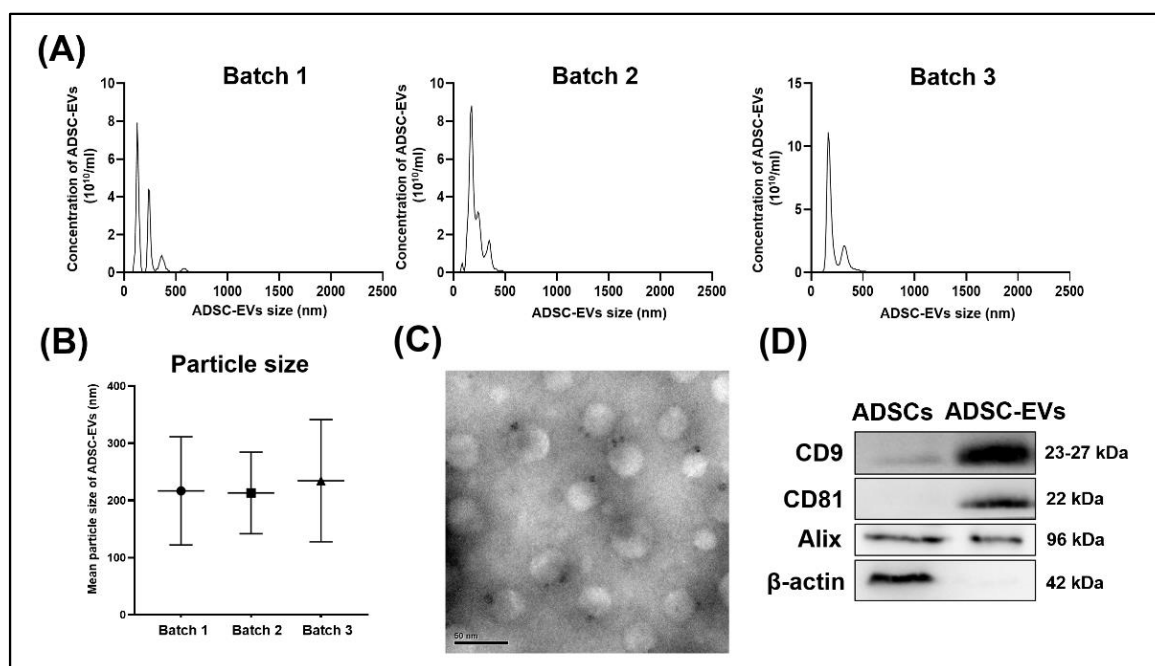 (A)
Batch 1
Concentration of ADSC-EVs
(10¹⁰/ml)
10
8
6
4
2
0
0 500 1000 1500 2000 2500
ADSC-EVs size (nm)
Batch 2
Concentration of ADSC-EVs
(10¹⁰/ml)
10
8
6
4
2
0
0 500 1000 1500 2000 2500
ADSC-EVs size (nm)
Batch 3
Concentration of ADSC-EVs
(10¹⁰/ml)
15
10
5
0
0 500 1000 1500 2000 2500
ADSC-EVs size (nm)
(B)
Particle size
Mean particle size of ADSC-EVs (nm)
400
300
200
100
0
Batch 1 Batch 2 Batch 3
(C)
50 nm
(D)
ADSCs ADSC-EVs
CD9 23-27 kDa
CD81 22 kDa
Alix 96 kDa
β-actin 42 kDa